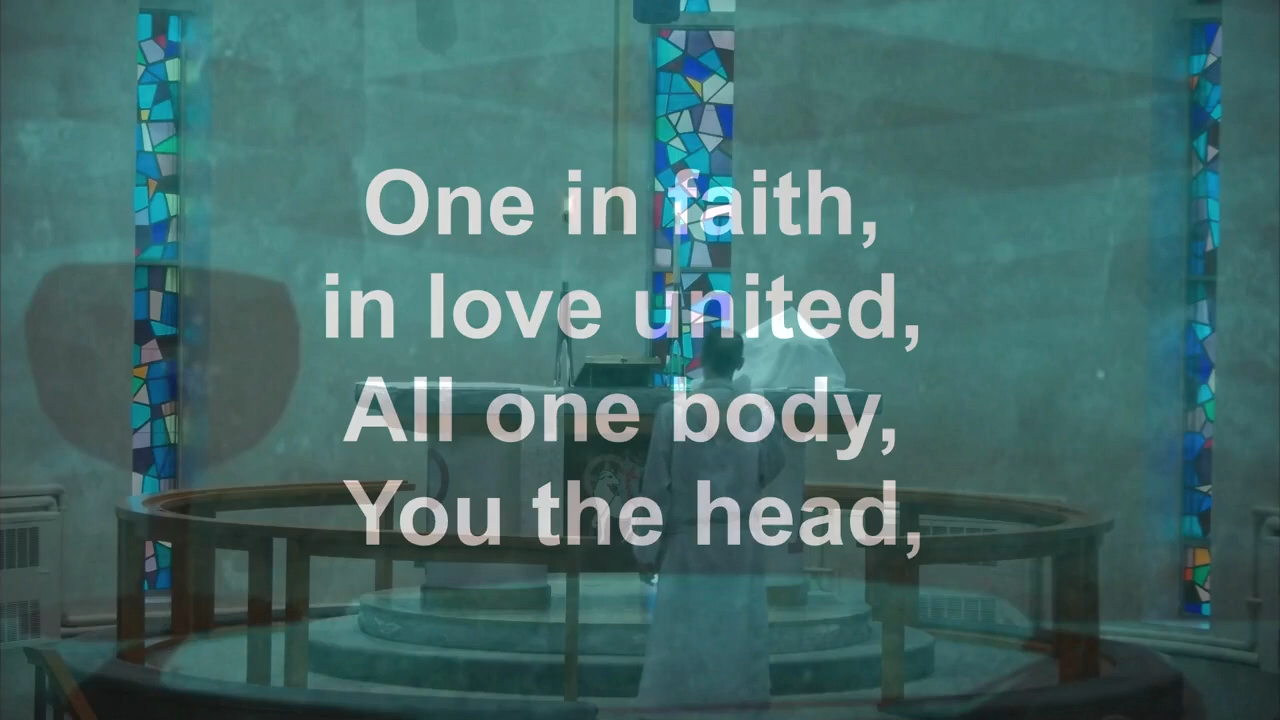 One in faith,
in love united,
All one body,
You the head,